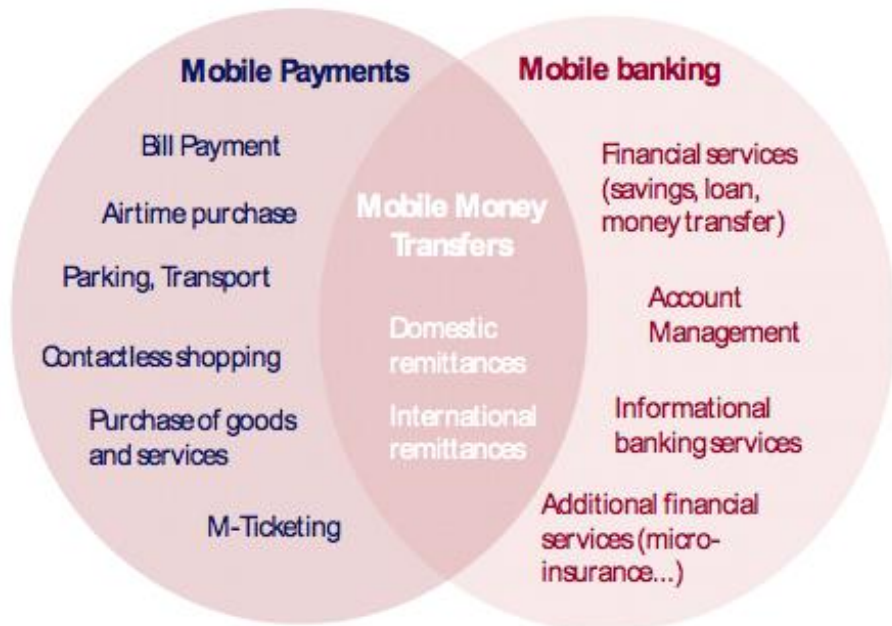 Mobile Payments
Bill Payment
Airtime purchase
Parking, Transport
Contactless shopping
Purchase of goods
and services
M-Ticketing
Mobile Money
Transfers
Domestic
remittances
International
remittances
Mobile banking
Financial services
(savings, loan,
money transfer)
Account
Management
Informational
banking services
Additional financial
services (micro-
insurance...)